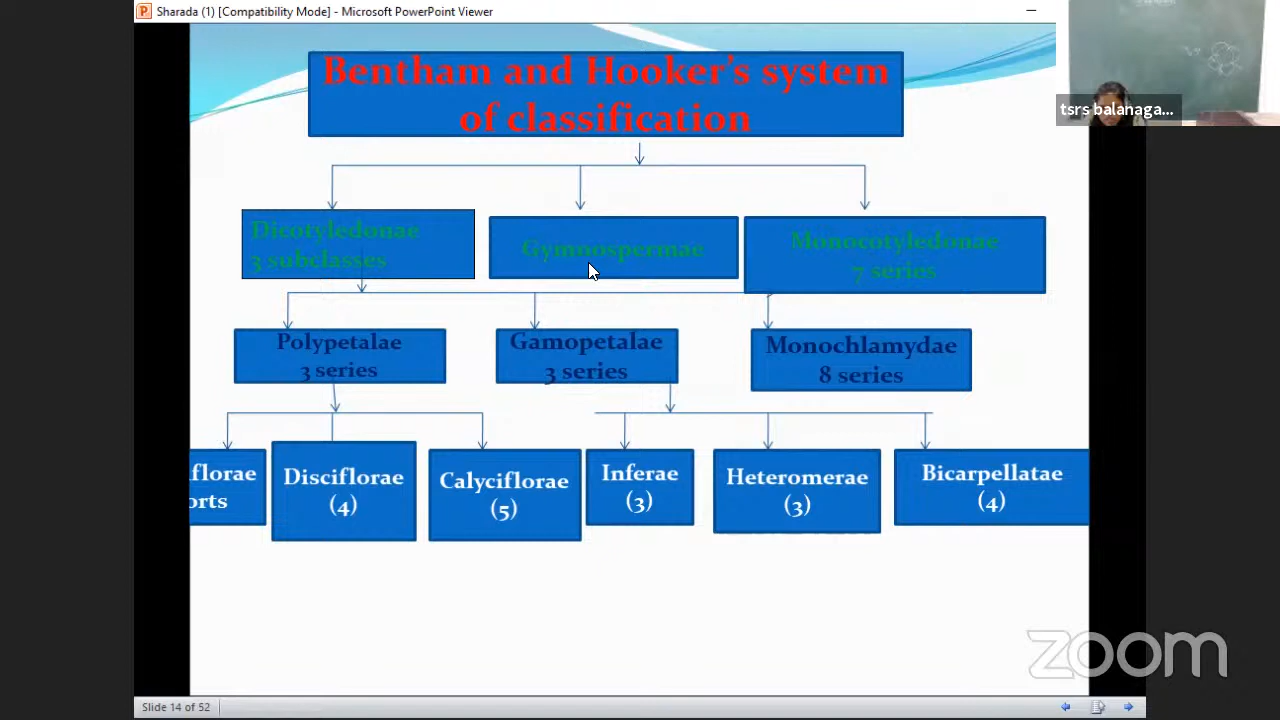 Sharada (1) [Compatibility Mode] - Microsoft PowerPoint Viewer
tsrs balanaga...
Bentham and Hooker's system
of classification
Dicotyledonae
3 subclasses
Gymnospermae
Monocotyledonae
7 series
Polypetalae
3 series
Gamopetalae
3 series
Monochlamydae
8 series
iflorae
orts
Disciflorae
(4)
Calyciflorae
(5)
Inferae
(3)
Heteromerae
(3)
Bicarpellatae
(4)
zoom
Slide 14 of 52